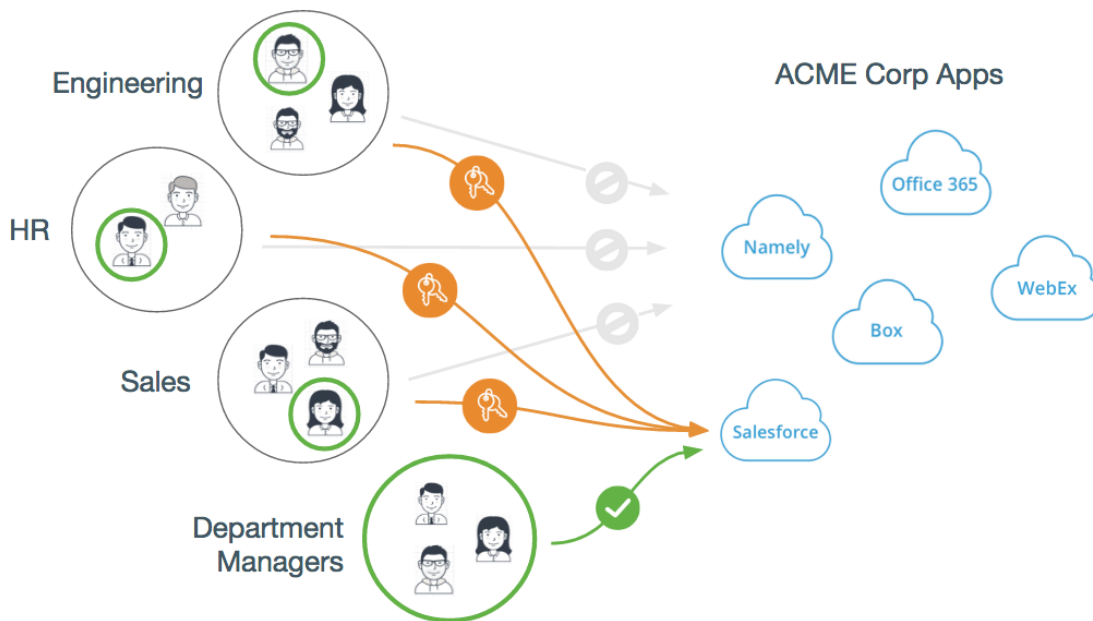 Engineering
ACME Corp Apps
Office 365
HR
Namely
WebEx
Box
Sales
Salesforce
Department
Managers